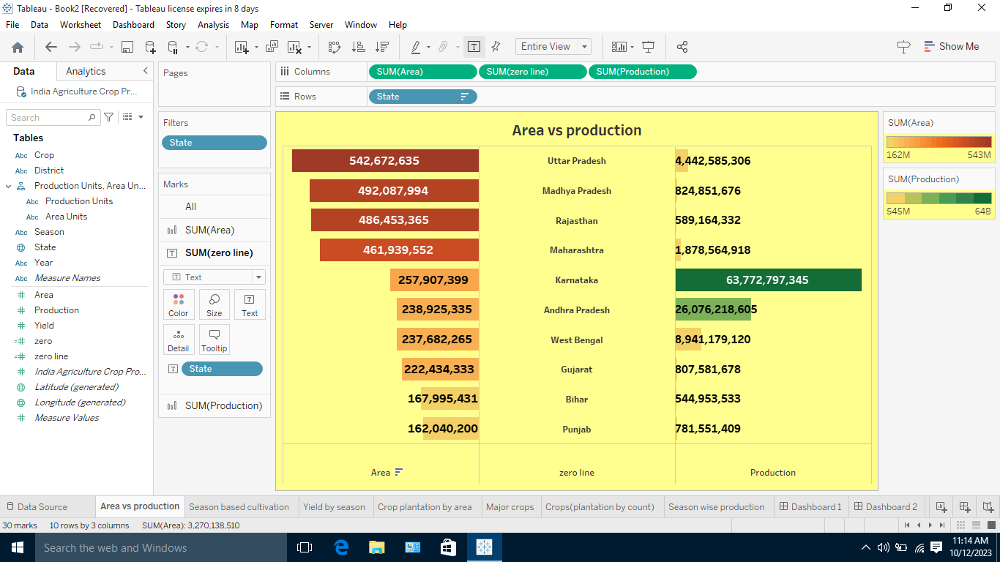 Tableau - Book2 [Recovered] - Tableau license expires in 8 days
File Data Worksheet Dashboard Story Analysis Map Format Server Window Help
Entire View
Show Me
Data Analytics
India Agriculture Crop Pr...
Search
Tables
Abc Crop
Abc District
Production Units, Area Un...
Abc Production Units
Abc Area Units
Abc Season
State
Abc Year
Abc Measure Names
# Area
# Production
# Yield
=# zero
=# zero line
# India Agriculture Crop Pro...
Latitude (generated)
Longitude (generated)
# Measure Values
Pages
Filters
State
Marks
All
SUM(Area)
T SUM(zero line)
T Text
Color Size Text
Detail Tooltip
T State
SUM(Production)
Columns SUM(Area) SUM(zero line) SUM(Production)
Rows State
Area vs production
542,672,635 Uttar Pradesh 4,442,585,306
492,087,994 Madhya Pradesh 824,851,676
486,453,365 Rajasthan 589,164,332
461,939,552 Maharashtra 1,878,564,918
257,907,399 Karnataka 63,772,797,345
238,925,335 Andhra Pradesh 26,076,218,605
237,682,265 West Bengal 8,941,179,120
222,434,333 Gujarat 807,581,678
167,995,431 Bihar 544,953,533
162,040,200 Punjab 781,551,409
Area zero line Production
SUM(Area)
162M 543M
SUM(Production)
545M 64B
Data Source Area vs production Season based cultivation Yield by season Crop plantation by area Major crops Crops(plantation by count) Season wise production Dashboard 1 Dashboard 2
30 marks 10 rows by 3 columns SUM(Area): 3,270,138,510
Search the web and Windows
11:14 AM
10/12/2023